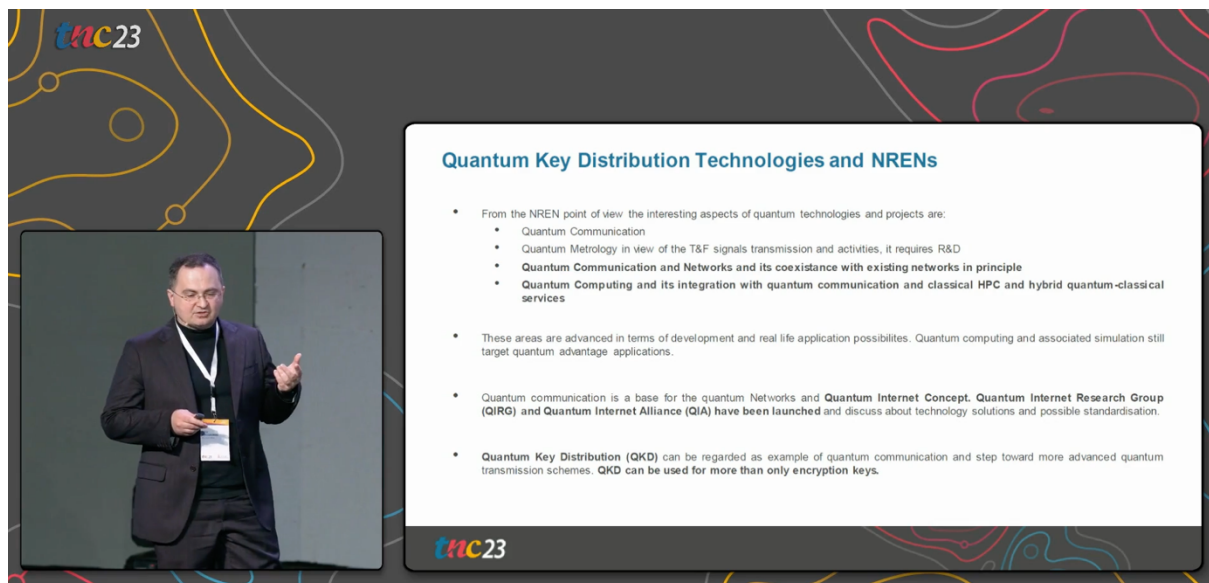 tnc23
Quantum Key Distribution Technologies and NRENs
• From the NREN point of view the interesting aspects of quantum technologies and projects are:
• Quantum Communication
• Quantum Metrology in view of the T&F signals transmission and activities, it requires R&D
• Quantum Communication and Networks and its coexistance with existing networks in principle
• Quantum Computing and its integration with quantum communication and classical HPC and hybrid quantum-classical
services
• These areas are advanced in terms of development and real life application possibilites. Quantum computing and associated simulation still
target quantum advantage applications.
• Quantum communication is a base for the quantum Networks and Quantum Internet Concept. Quantum Internet Research Group
(QIRG) and Quantum Internet Alliance (QIA) have been launched and discuss about technology solutions and possible standardisation.
• Quantum Key Distribution (QKD) can be regarded as example of quantum communication and step toward more advanced quantum
transmission schemes. QKD can be used for more than only encryption keys.
tnc23